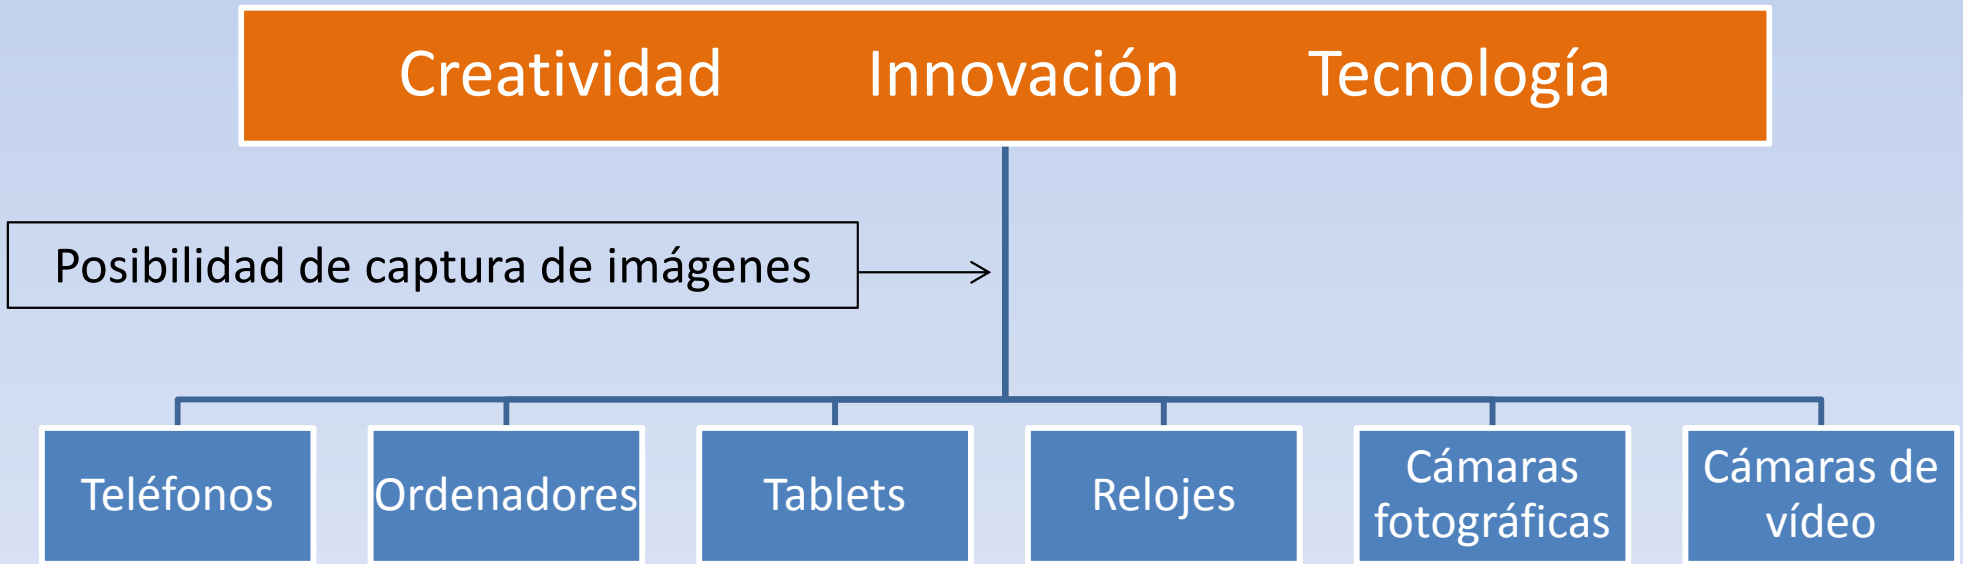 Creatividad Innovación Tecnología
Posibilidad de captura de imágenes
Teléfonos
Ordenadores
Tablets
Relojes
Cámaras
fotográficas
Cámaras de
vídeo